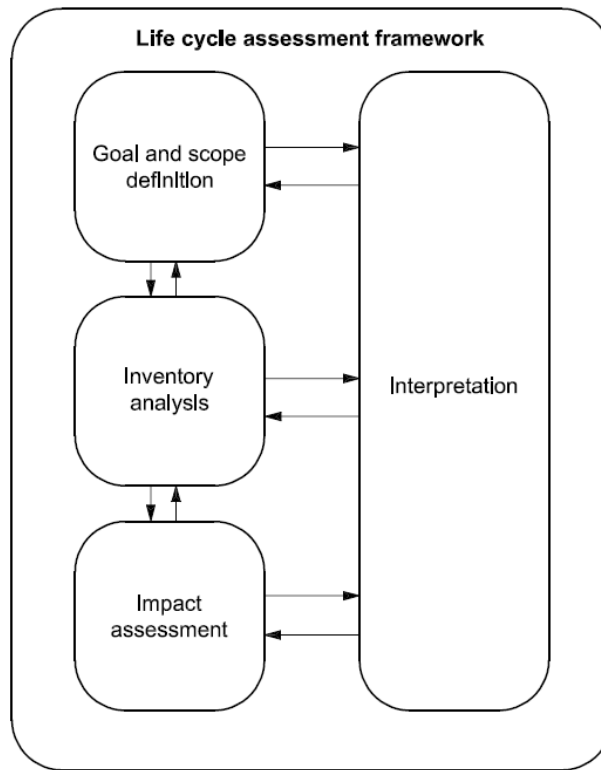 Life cycle assessment framework
Goal and scope
definition
Inventory
analysis
Interpretation
Impact
assessment